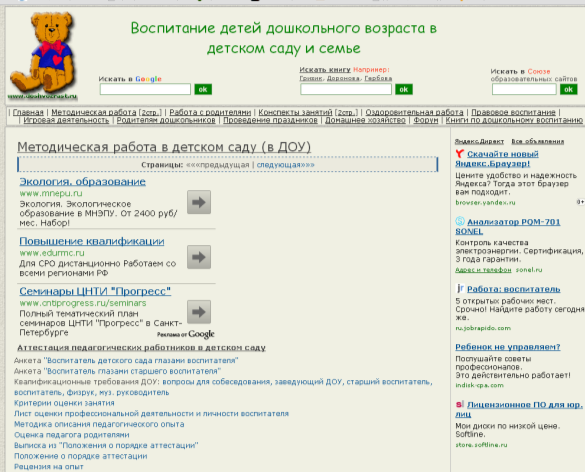 Воспитание детей дошкольного возраста в
детском саду и семье
Искать в Google
ok
Искать книгу Например:
Гришик, Доронова, Гербова
ok
Искать в Союзе
образовательных сайтов
ok
| Главная | Методическая работа [2стр.] | Работа с родителями | Конспекты занятий [2стр.] | Оздоровительная работа | Правовое воспитание |
| Игровая деятельность | Родителям дошкольников | Проведение праздников | Домашнее хозяйство | Форум | Книги по дошкольному воспитанию
Методическая работа в детском саду (в ДОУ)
Страницы: «««предыдущая | следующая»»»
Экология. образование
www.mnepu.ru
Экология. Экологическое
образование в МНЭПУ. От 2400 руб/
мес. Набор!
Повышение квалификации
www.edurmc.ru
Для СРО дистанционно Работаем со
всеми регионами РФ
Семинары ЦНТИ "Прогресс"
www.cntiprogress.ru/seminars
Полный тематический план
семинаров ЦНТИ "Прогресс" в Санкт-
Петербурге
Реклама от Google
Аттестация педагогических работников в детском саду
Анкета "Воспитатель детского сада глазами воспитателя"
Анкета "Воспитатель глазами старшего воспитателя"
Квалификационные требования ДОУ: вопросы для собеседования, заведующий ДОУ, старший воспитатель,
воспитатель, физрук, муз. руководитель
Критерии оценки занятия
Лист оценки профессиональной деятельности и личности воспитателя
Методика описания педагогического опыта
Оценка педагога родителями
Выписка из "Положения о порядке аттестации"
Положение о порядке аттестации
Рецензия на опыт
Яндекс.Директ Все объявления
Скачайте новый
Яндекс.Браузер!
Цените удобство и надежность
Яндекса? Тогда этот браузер
вам подходит.
browser.yandex.ru 0+
Анализатор PQM-701
SONEL
Контроль качества
электроэнергии. Сертификация,
3 года гарантии.
Адрес и телефон sonel.ru
Работа: воспитатель
5 открытых рабочих мест.
Срочно! Найдите работу сегодня
же.
ru.jobrapido.com
Ребенок не управляем?
Поспушайте советы
профессионалов.
Это действительно работает!
indisk-cpa.com
Лицензионное ПО для юр.
лиц
Мои диски по низкой цене.
Softline.
store.softline.ru